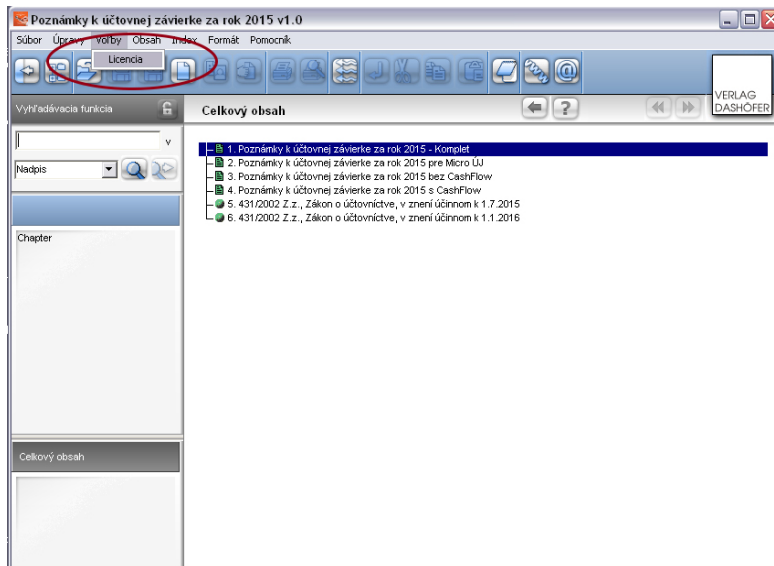 Poznámky k účtovnej závierke za rok 2015 v1.0
Súbor Úpravy Voľby Obsah Index Formát Pomocník
Licencia
www
@
VERLAG
DASHÖFER
Vyhľadávacia funkcia
Celkový obsah
?
v
Nadpis
1. Poznámky k účtovnej závierke za rok 2015 - Komplet
2. Poznámky k účtovnej závierke za rok 2015 pre Micro ÚJ
3. Poznámky k účtovnej závierke za rok 2015 bez CashFlow
4. Poznámky k účtovnej závierke za rok 2015 s CashFlow
5. 431/2002 Z.z., Zákon o účtovníctve, v znení účinnom k 1.7.2015
6. 431/2002 Z.z., Zákon o účtovníctve, v znení účinnom k 1.1.2016
Chapter
Celkový obsah